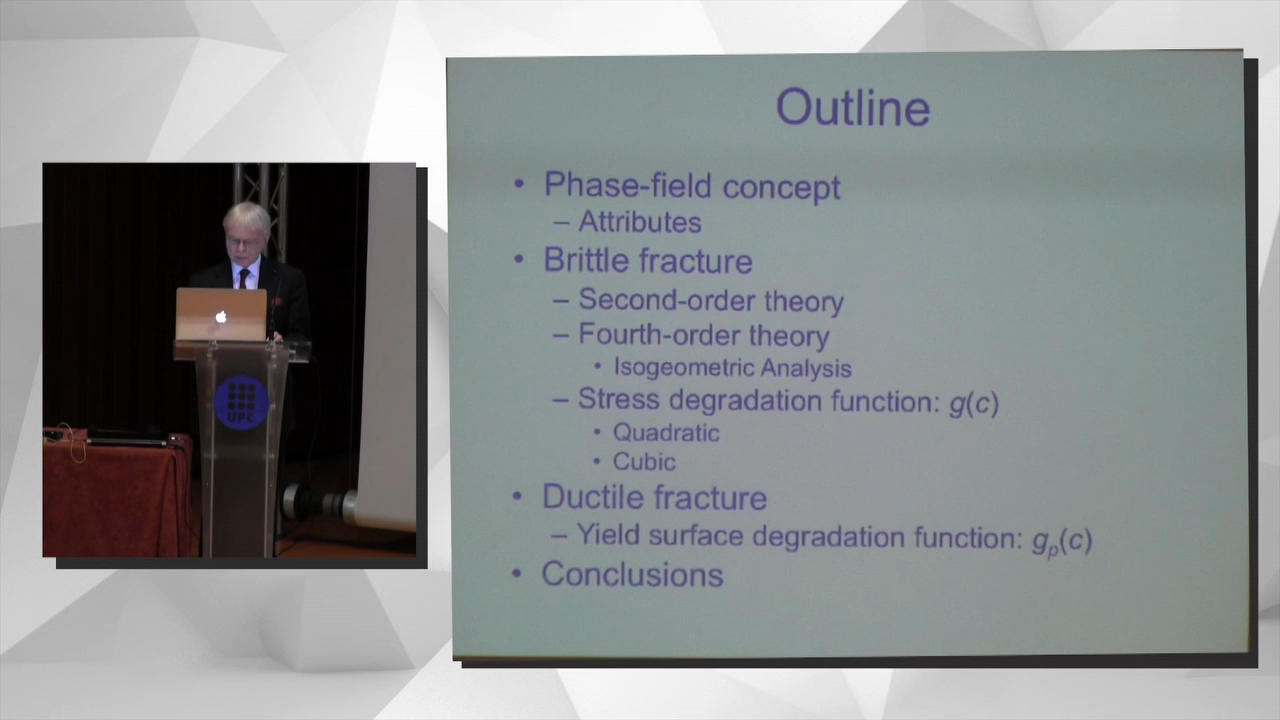 Outline
• Phase-field concept
– Attributes
• Brittle fracture
– Second-order theory
– Fourth-order theory
• Isogeometric Analysis
– Stress degradation function: g(c)
• Quadratic
• Cubic
• Ductile fracture
– Yield surface degradation function: gₚ(c)
• Conclusions
UPC